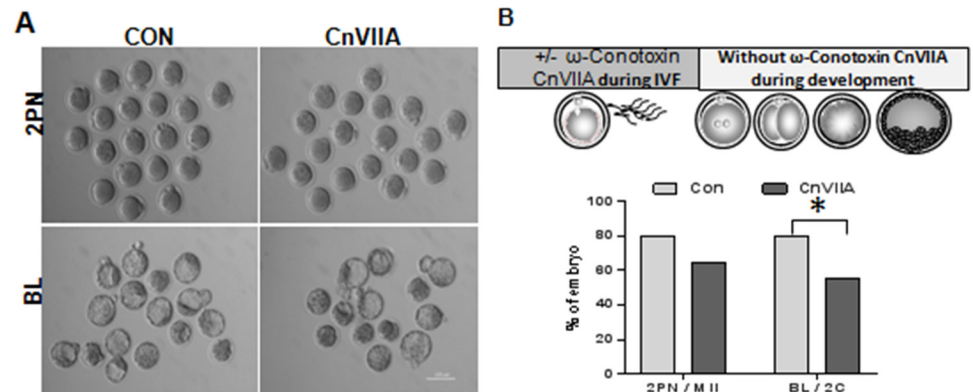 A
CON
CnVIIA
2PN
BL
B
+/- ω-Conotoxin
CnVIIA during IVF
Without ω-Conotoxin CnVIIA
during development
Con
CnVIIA
*
% of embryo
100
80
60
40
20
0
2PN / MII
BL / 2C